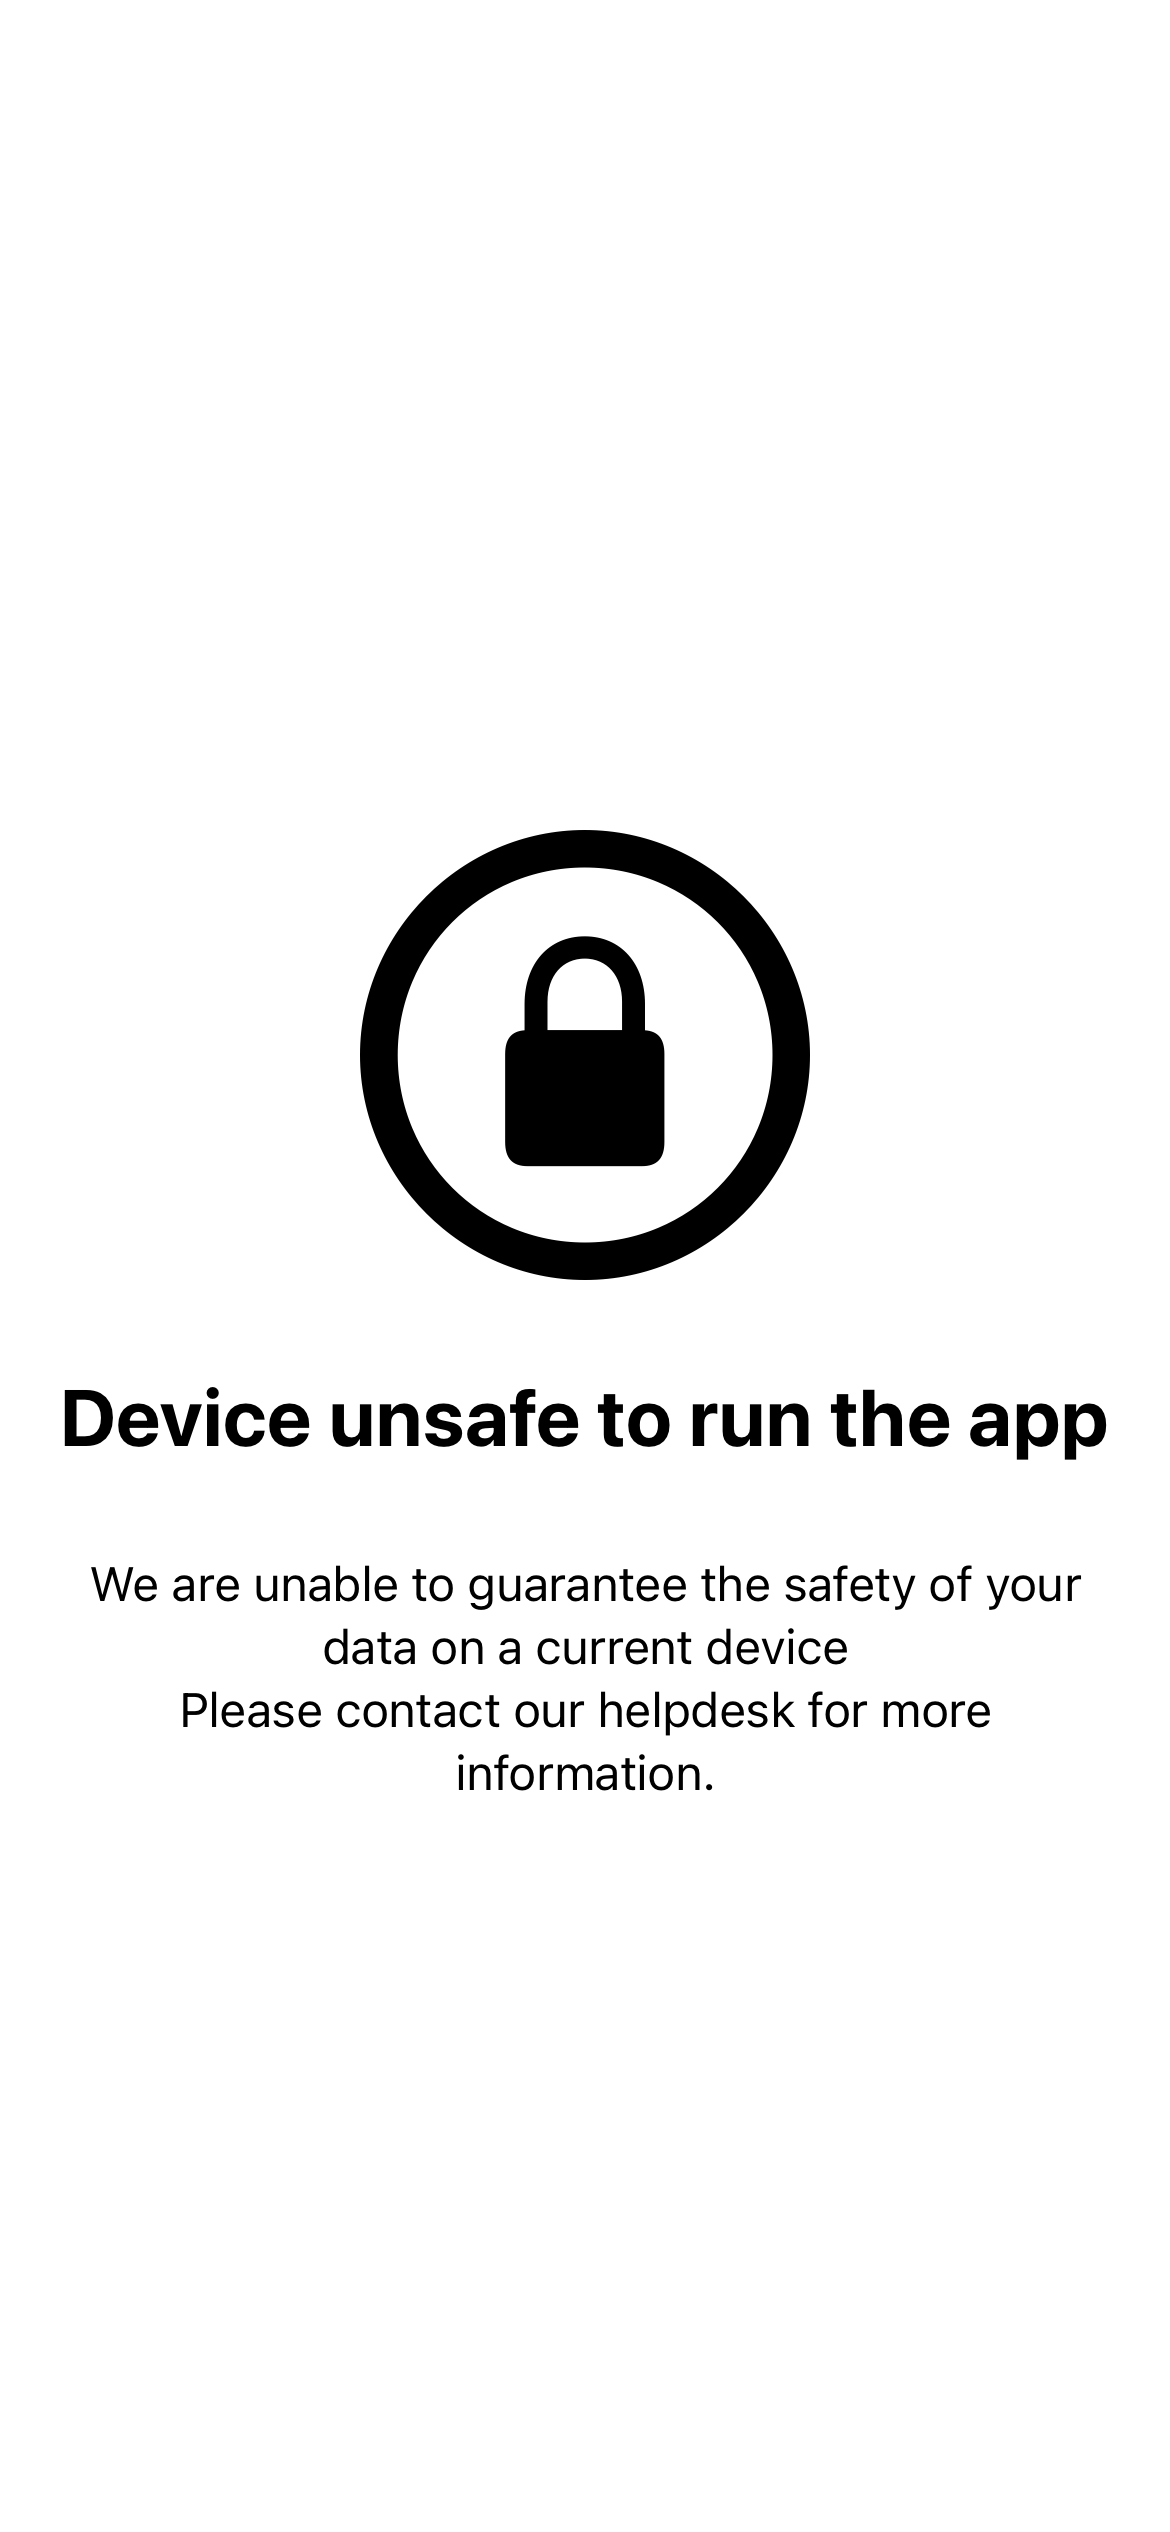 Device unsafe to run the app
We are unable to guarantee the safety of your
data on a current device
Please contact our helpdesk for more
information.